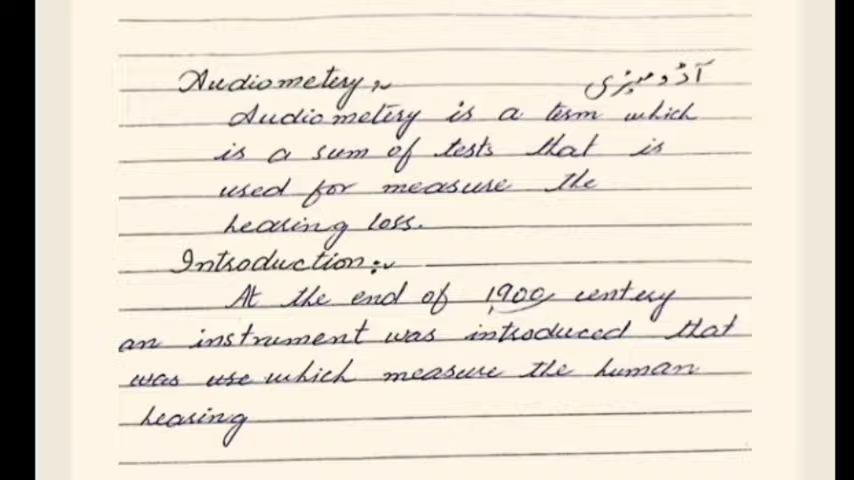 Audiometery:~ آڈومیٹری
Audiometery is a term which
is a sum of tests that is
used for measure the
hearing loss.
Introduction:~
At the end of 1900, centery
an instrument was introduced that
was use which measure the human
hearing